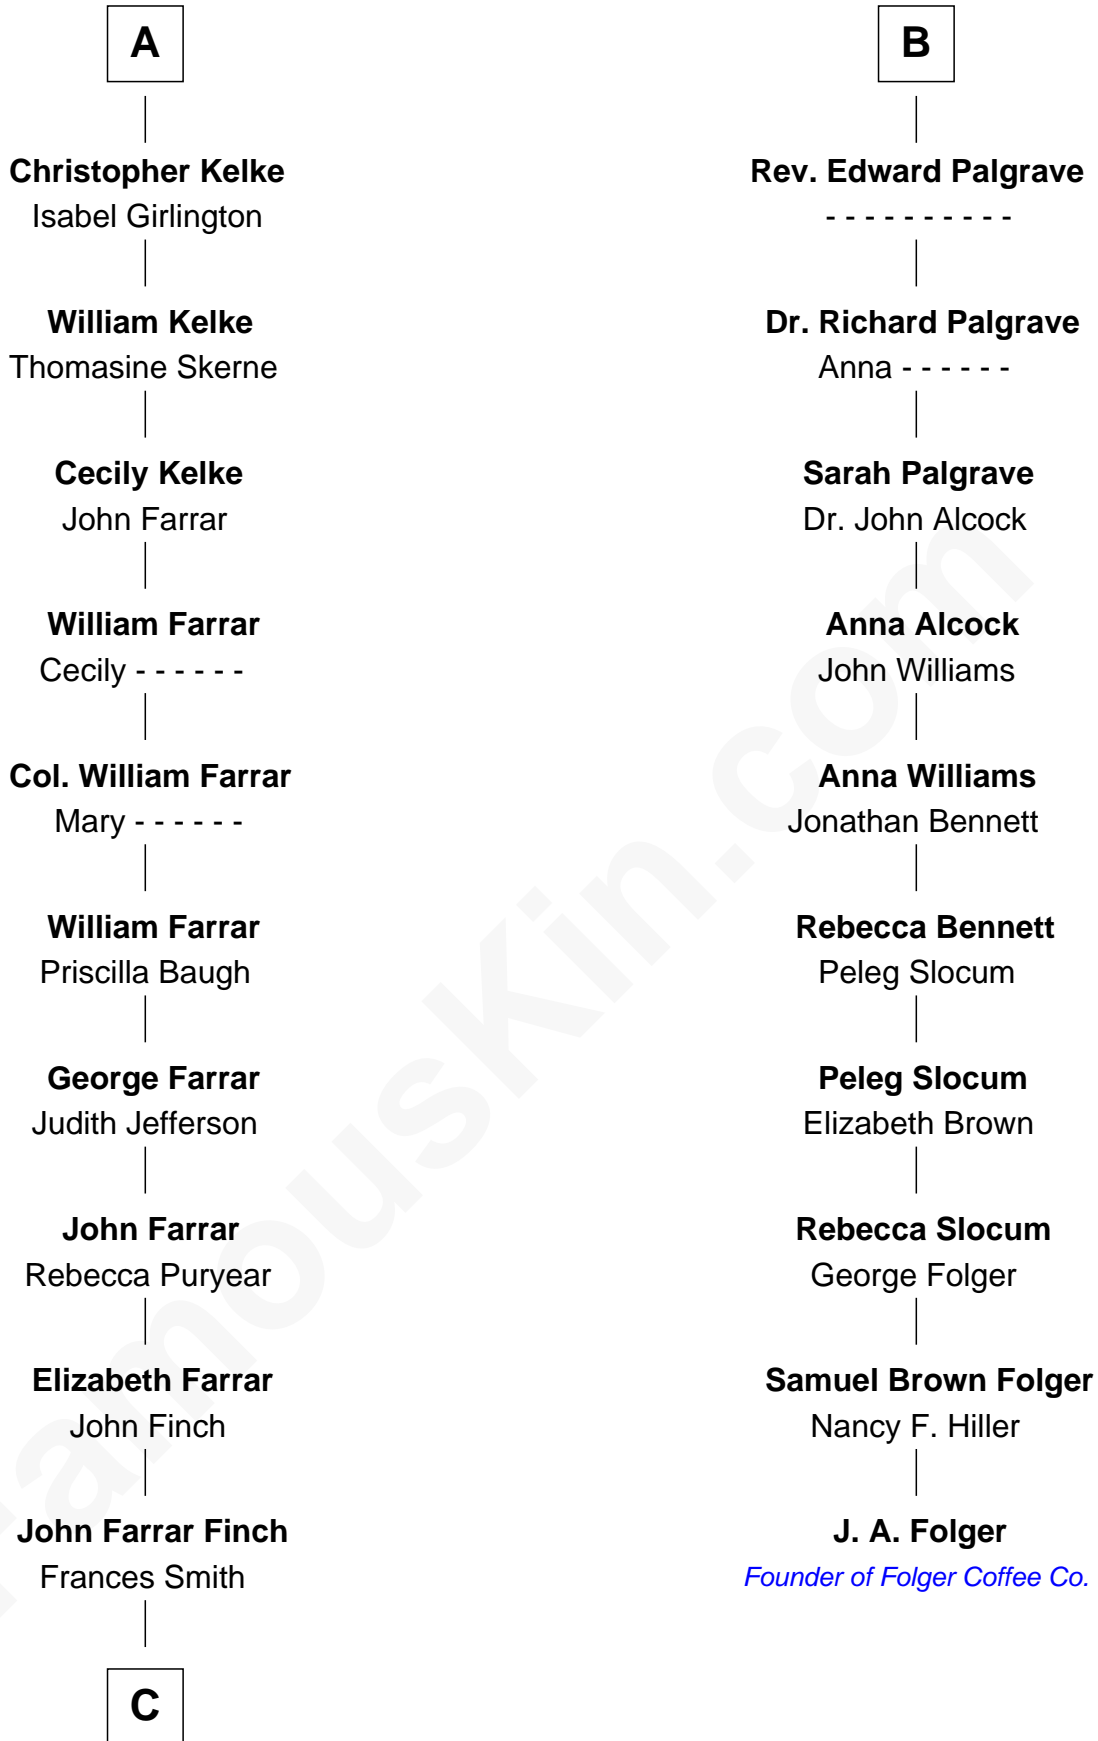 A
Christopher Kelke
Isabel Girlington
William Kelke
Thomasine Skerne
Cecily Kelke
John Farrar
William Farrar
Cecily - - - - - -
Col. William Farrar
Mary - - - - - -
William Farrar
Priscilla Baugh
George Farrar
Judith Jefferson
John Farrar
Rebecca Puryear
Elizabeth Farrar
John Finch
John Farrar Finch
Frances Smith
C
B
Rev. Edward Palgrave
- - - - - - - - - -
Dr. Richard Palgrave
Anna - - - - - -
Sarah Palgrave
Dr. John Alcock
Anna Alcock
John Williams
Anna Williams
Jonathan Bennett
Rebecca Bennett
Peleg Slocum
Peleg Slocum
Elizabeth Brown
Rebecca Slocum
George Folger
Samuel Brown Folger
Nancy F. Hiller
J. A. Folger
Founder of Folger Coffee Co.
FamousKin.com